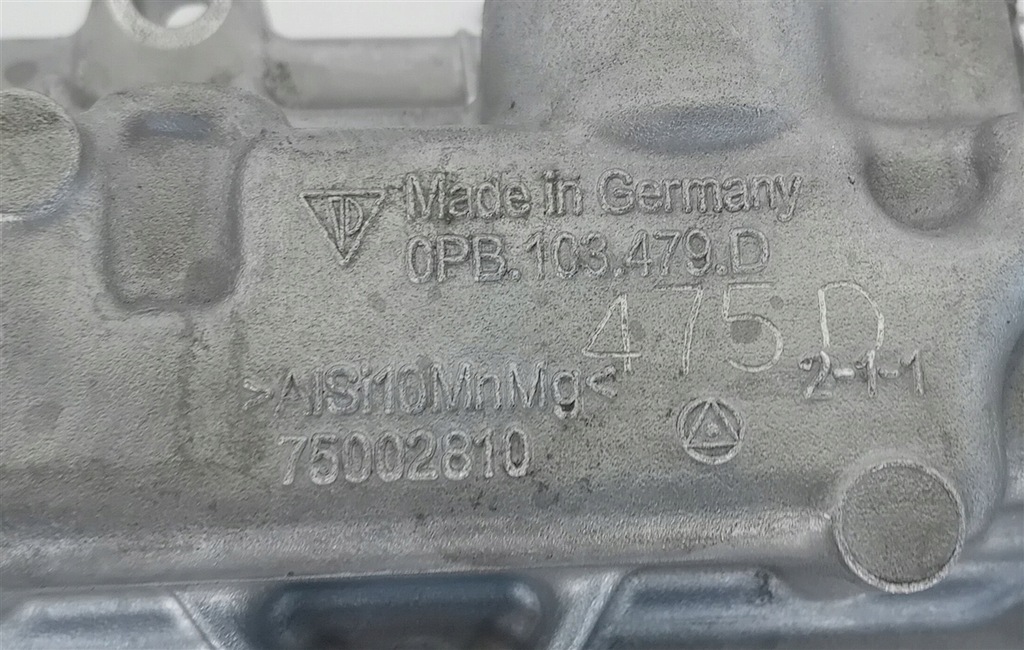 Made in Germany
0PB.103.479.D
475D
2-1-1
>AlSi10MnMg<
75002810